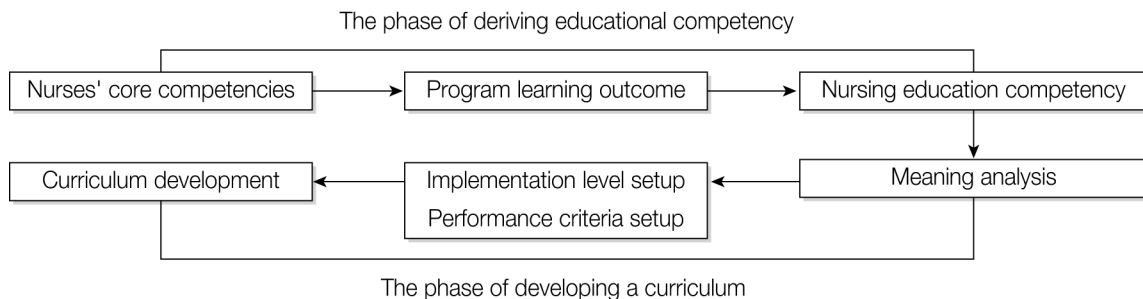 The phase of deriving educational competency
Nurses' core competencies
Program learning outcome
Nursing education competency
Curriculum development
Implementation level setup
Performance criteria setup
Meaning analysis
The phase of developing a curriculum